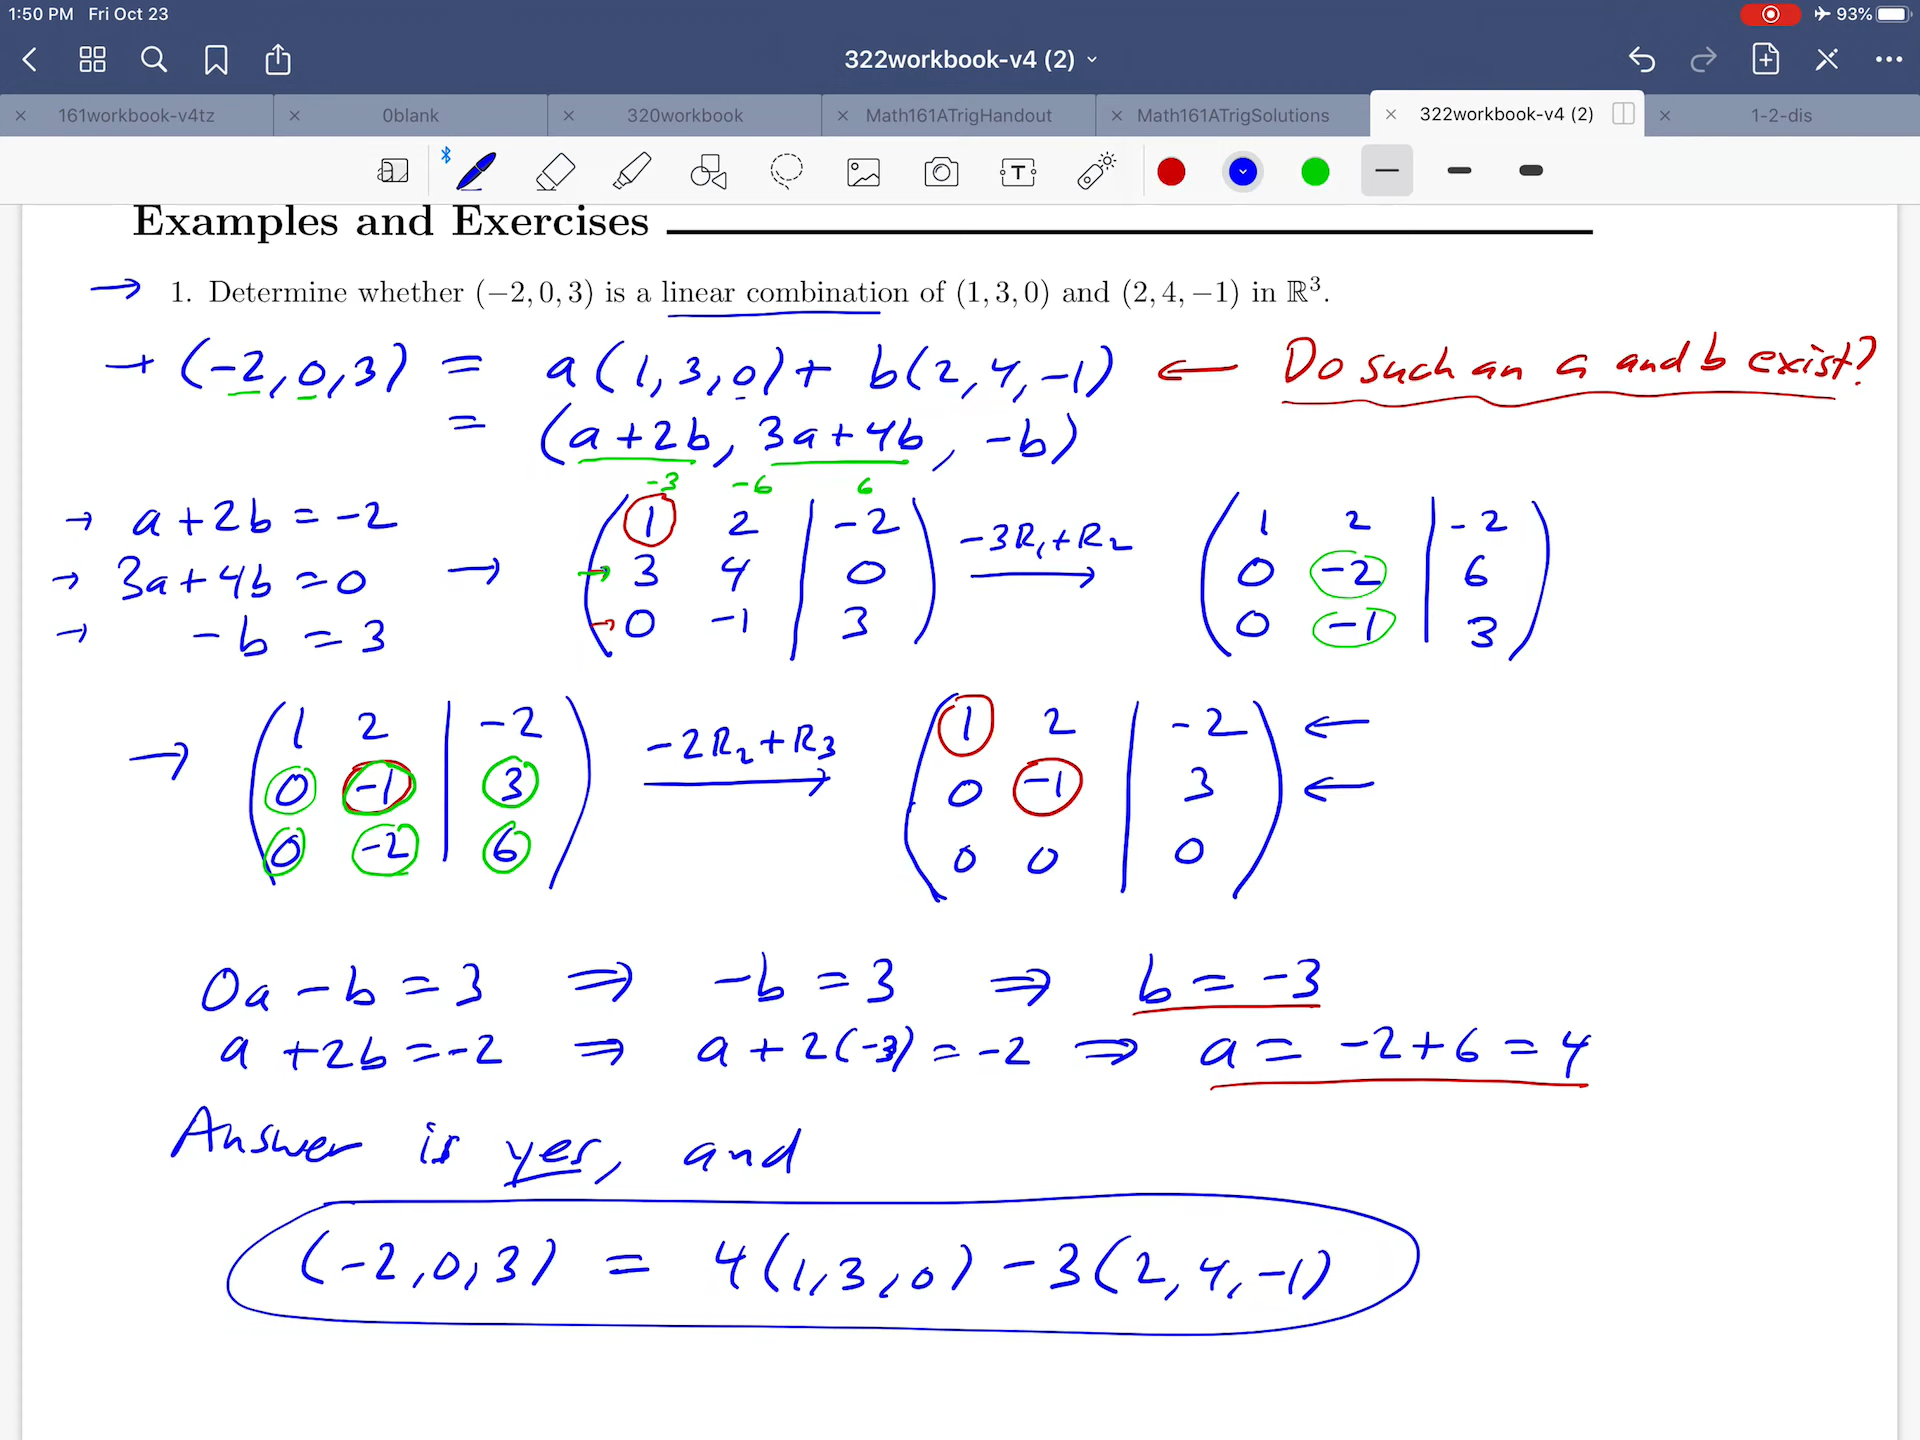 1:50 PM Fri Oct 23 93%
322workbook-v4 (2)
161workbook-v4tz 0blank 320workbook Math161ATrigHandout Math161ATrigSolutions 322workbook-v4 (2) 1-2-dis
Examples and Exercises
→ 1. Determine whether (−2, 0, 3) is a linear combination of (1, 3, 0) and (2, 4, −1) in ℝ³.
→ (-2, 0, 3) = a(1, 3, 0) + b(2, 4, -1) ← Do such an a and b exist?
= (a+2b, 3a+4b, -b)
-3 -6 6
→ a+2b = -2 ( 1 2 | -2 ) -3R₁+R₂ ( 1 2 | -2 )
→ 3a+4b = 0 → → 3 4 | 0 → 0 -2 | 6
→ -b = 3 → 0 -1 | 3 0 -1 | 3
( 1 2 | -2 ) -2R₂+R₃ ( 1 2 | -2 ) ←
→ 0 -1 | 3 → 0 -1 | 3 ←
0 -2 | 6 0 0 | 0
0a - b = 3 ⇒ -b = 3 ⇒ b = -3
a + 2b = -2 ⇒ a + 2(-3) = -2 ⇒ a = -2+6 = 4
Answer is yes, and
(-2, 0, 3) = 4(1, 3, 0) - 3(2, 4, -1)